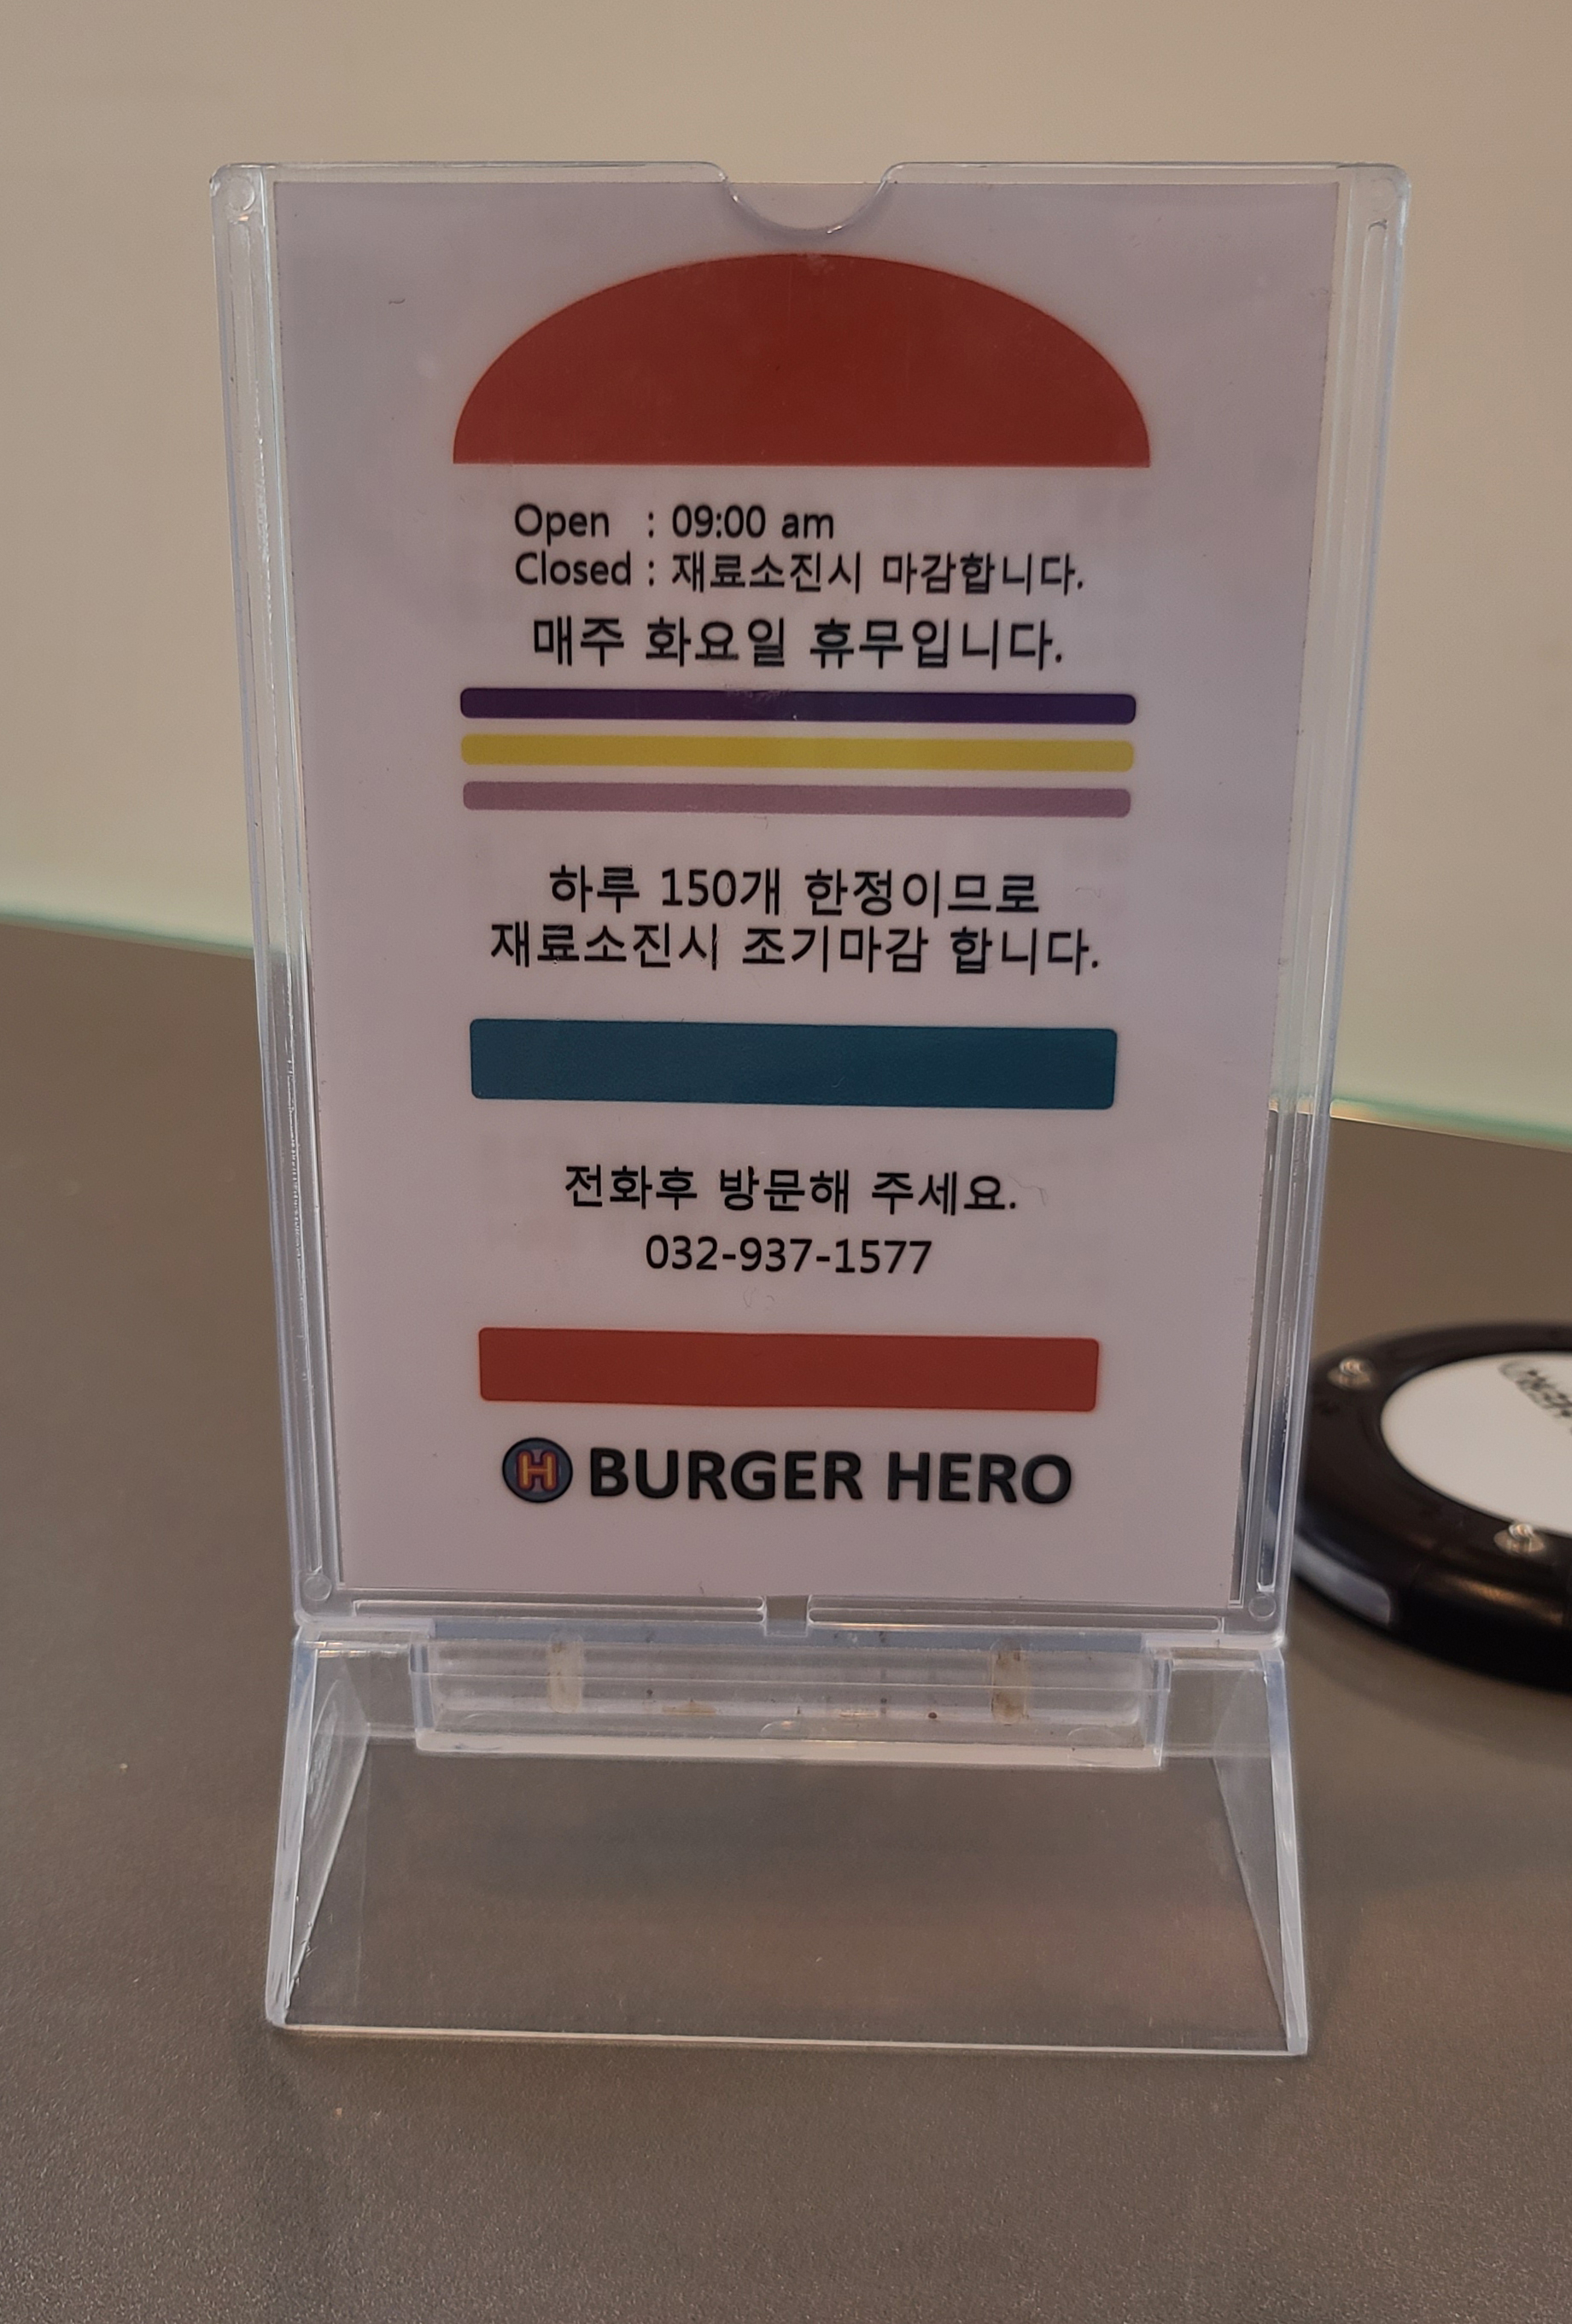 Open : 09:00 am
Closed : 재료소진시 마감합니다.
매주 화요일 휴무입니다.
하루 150개 한정이므로
재료소진시 조기마감 합니다.
전화후 방문해 주세요.
032-937-1577
H BURGER HERO